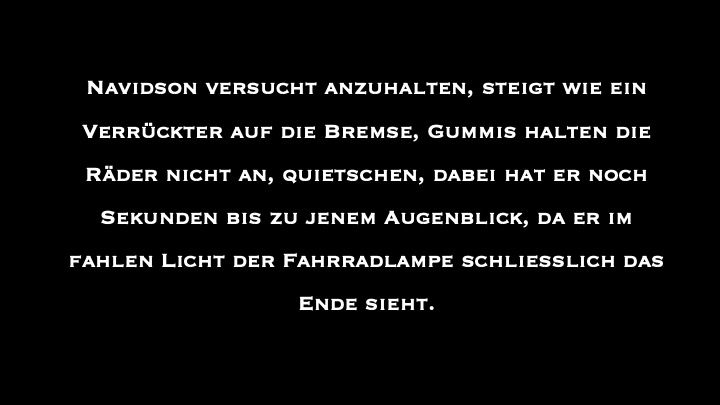 Navidson versucht anzuhalten, steigt wie ein
Verrückter auf die Bremse, Gummis halten die
Räder nicht an, quietschen, dabei hat er noch
Sekunden bis zu jenem Augenblick, da er im
fahlen Licht der Fahrradlampe schliesslich das
Ende sieht.